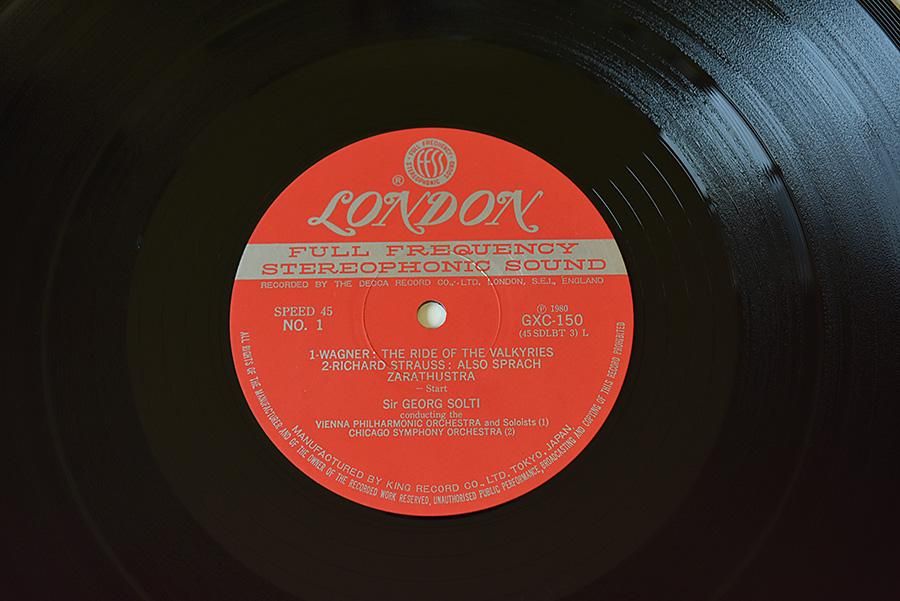 FULL FREQUENCY
STEREOPHONIC
FFSS
®
LONDON
FULL FREQUENCY
STEREOPHONIC SOUND
RECORDED BY THE DECCA RECORD CO., LTD. LONDON, S.E.I., ENGLAND
SPEED 45
NO. 1
Ⓟ 1980
GXC-150
(45 SDLBT 3) L
1-WAGNER: THE RIDE OF THE VALKYRIES
2-RICHARD STRAUSS: ALSO SPRACH
ZARATHUSTRA
— Start
Sir GEORG SOLTI
conducting the
VIENNA PHILHARMONIC ORCHESTRA and Soloists (1)
CHICAGO SYMPHONY ORCHESTRA (2)
MANUFACTURED BY KING RECORD CO., LTD. TOKYO, JAPAN
ALL RIGHTS OF THE MANUFACTURER AND OF THE OWNER OF THE RECORDED WORK RESERVED, UNAUTHORISED PUBLIC PERFORMANCE, BROADCASTING AND COPYING OF THIS RECORD PROHIBITED